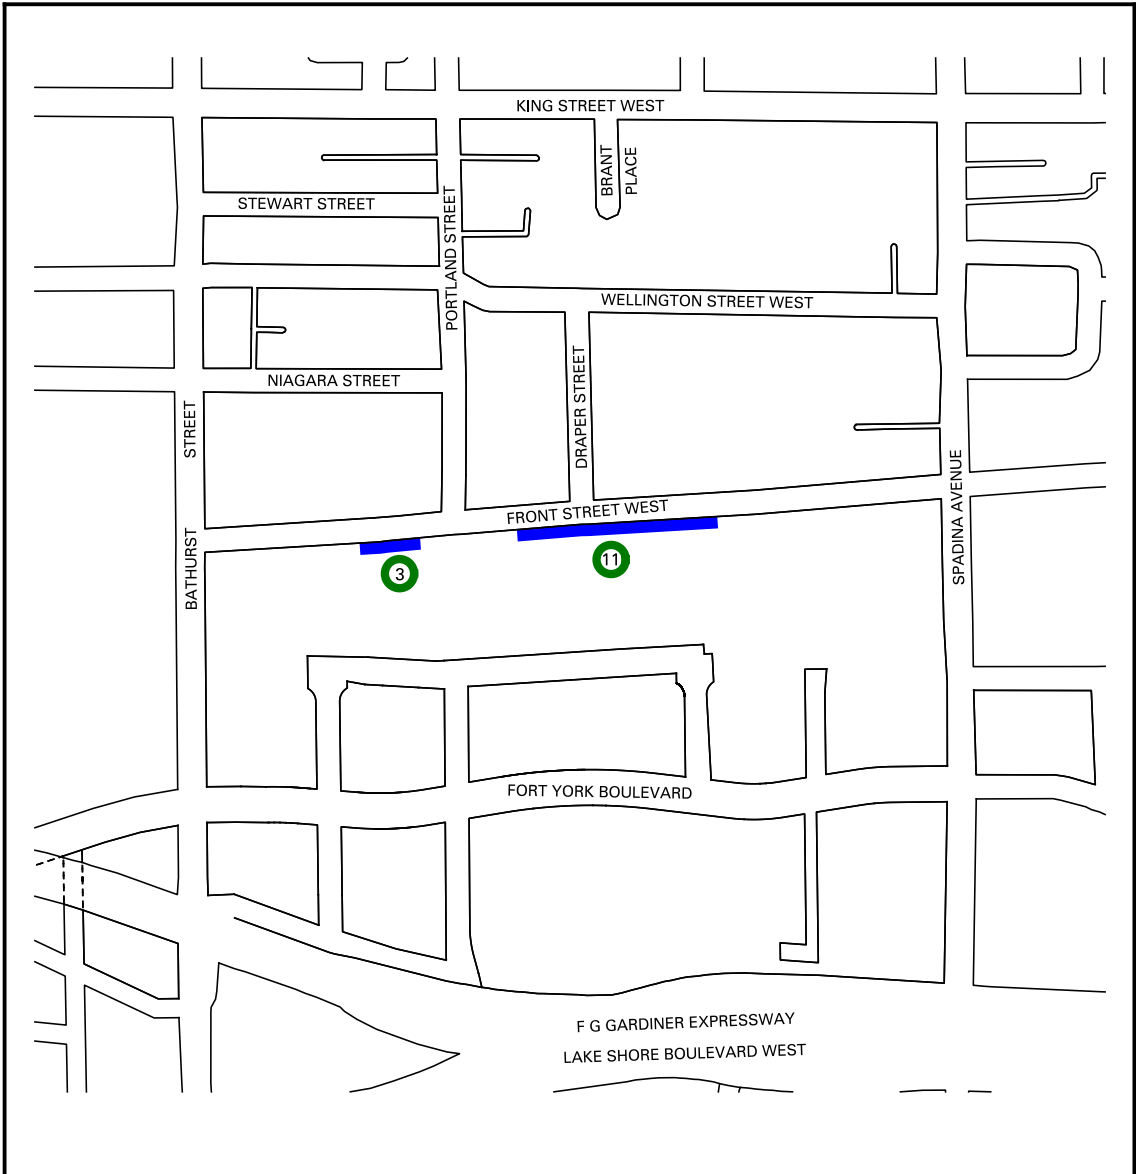 KING STREET WEST
BRANT
PLACE
STEWART STREET
PORTLAND STREET
WELLINGTON STREET WEST
NIAGARA STREET
DRAPER STREET
STREET
BATHURST
SPADINA AVENUE
FRONT STREET WEST
3
11
FORT YORK BOULEVARD
F G GARDINER EXPRESSWAY
LAKE SHORE BOULEVARD WEST